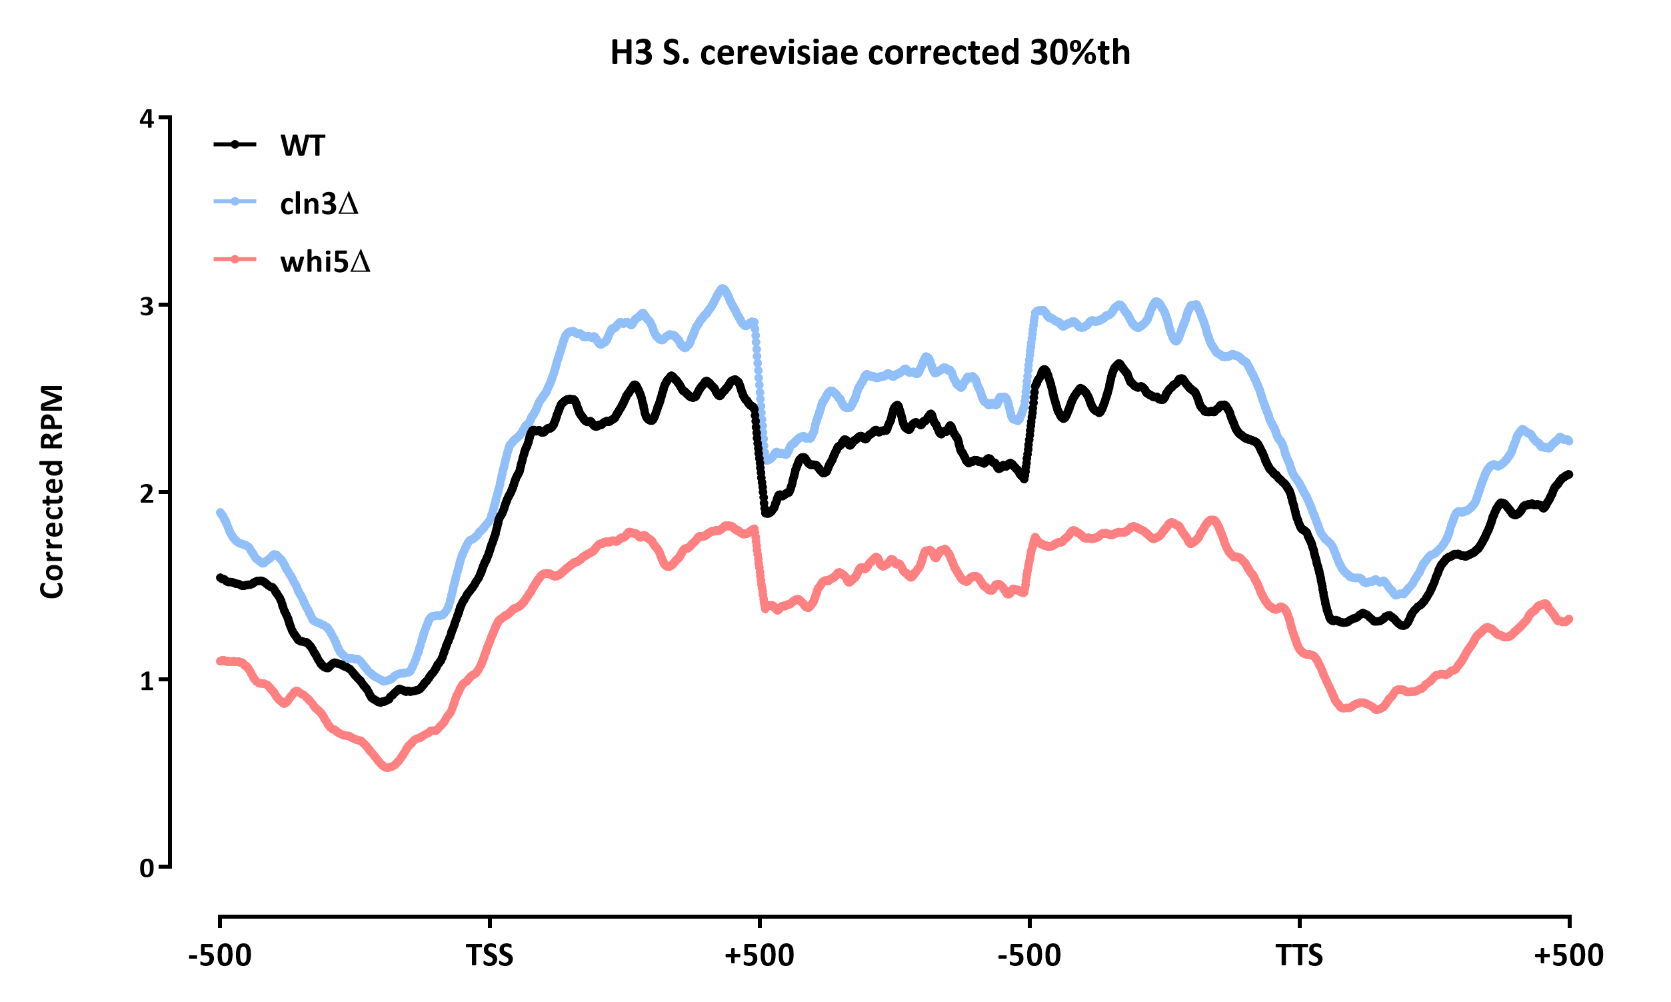 H3 S. cerevisiae corrected 30%th
4
WT
cln3Δ
whi5Δ
3
Corrected RPM
2
1
0
-500
TSS
+500
-500
TTS
+500